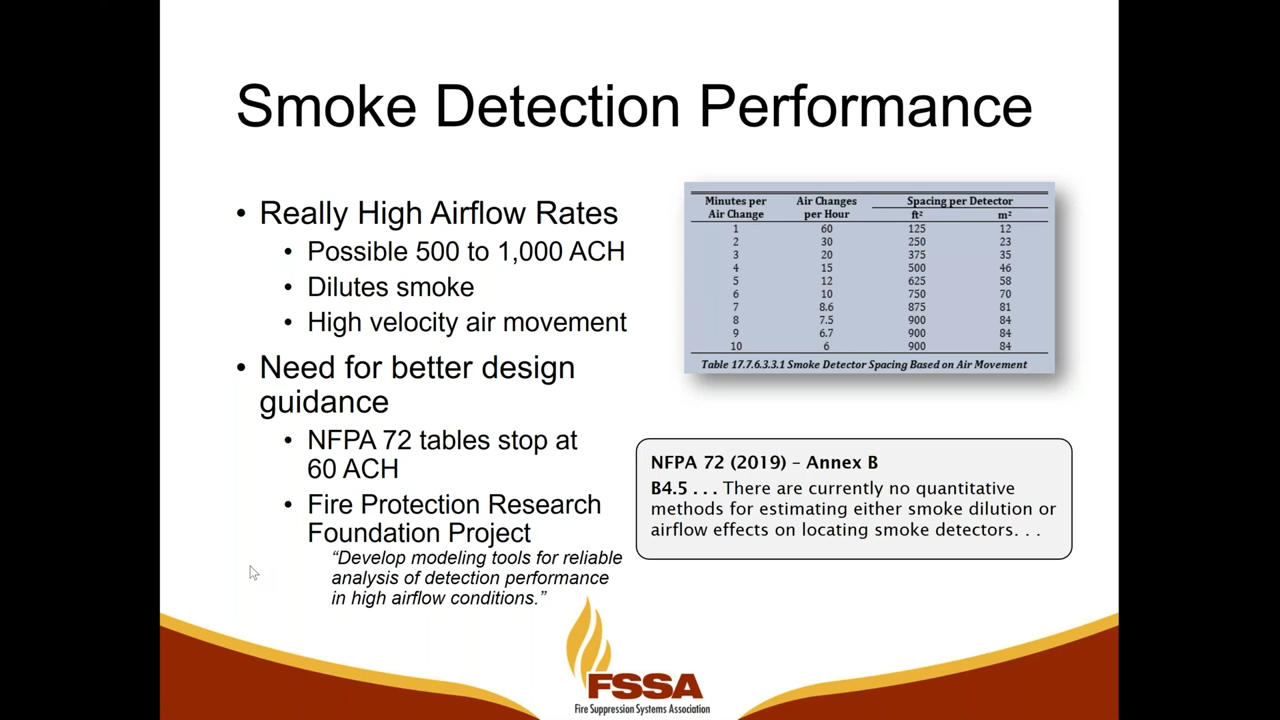 Smoke Detection Performance
• Really High Airflow Rates
• Possible 500 to 1,000 ACH
• Dilutes smoke
• High velocity air movement
• Need for better design
guidance
• NFPA 72 tables stop at
60 ACH
• Fire Protection Research
Foundation Project
“Develop modeling tools for reliable
analysis of detection performance
in high airflow conditions.”
Minutes per Air Changes Spacing per Detector
Air Change per Hour ft² m²
1 60 125 12
2 30 250 23
3 20 375 35
4 15 500 46
5 12 625 58
6 10 750 70
7 8.6 875 81
8 7.5 900 84
9 6.7 900 84
10 6 900 84
Table 17.7.6.3.3.1 Smoke Detector Spacing Based on Air Movement
NFPA 72 (2019) – Annex B
B4.5 . . . There are currently no quantitative
methods for estimating either smoke dilution or
airflow effects on locating smoke detectors. . .
FSSA
Fire Suppression Systems Association